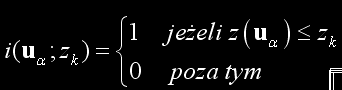 i(u_α; z_k) = { 1 jeżeli z(u_α) ≤ z_k
0 poza tym